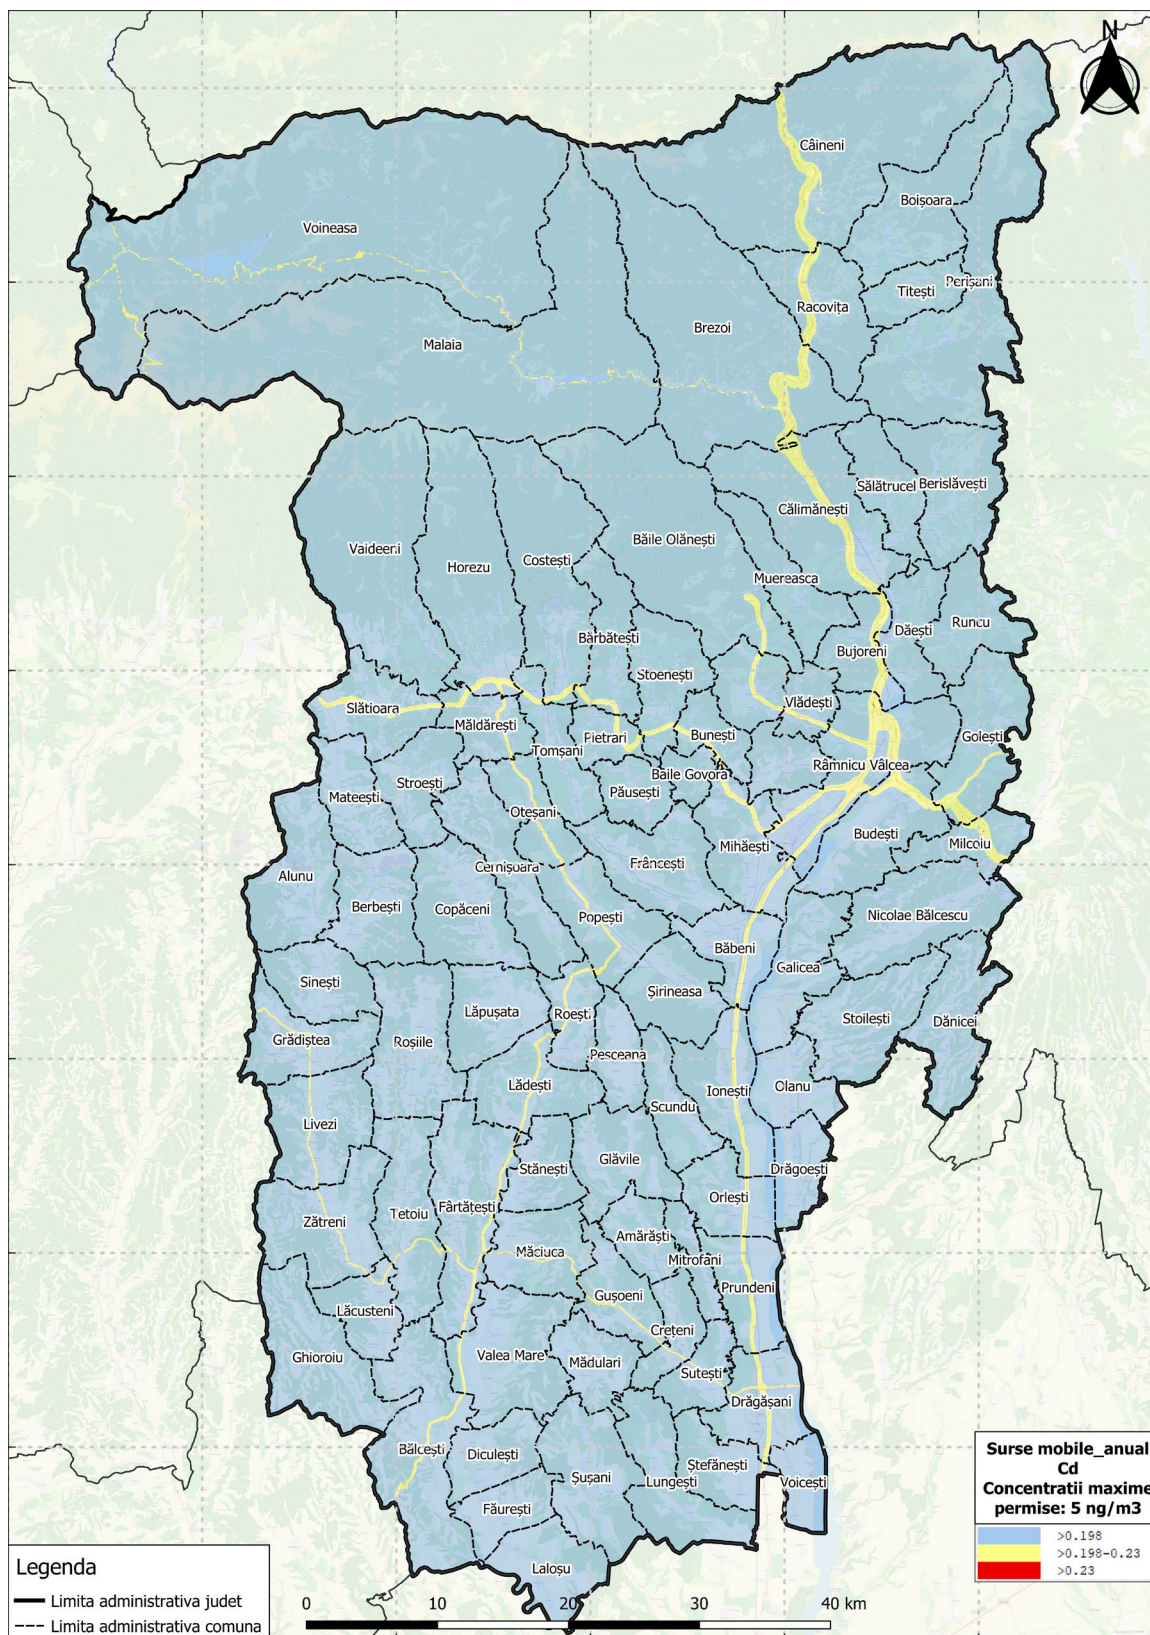 N
Câineni
Boișoara
Voineasa
Titești
Perișani
Racovița
Brezoi
Malaia
Sălătrucel
Berislăvești
Călimănești
Băile Olănești
Vaideeni
Costești
Horezu
Muereasca
Runcu
Dăești
Bărbătești
Bujoreni
Stoenești
Vlădești
Slătioara
Măldărești
Pietrari
Bunești
Golești
Tomșani
Râmnicu Vâlcea
Băile Govora
Stroești
Păusești
Mateești
Oteșani
Budești
Milcoiu
Mihăești
Frâncești
Cernișoara
Alunu
Berbești
Copăceni
Popești
Nicolae Bălcescu
Băbeni
Galicea
Sinești
Șirineasa
Lăpușata
Roești
Stoilești
Dănicei
Grădiștea
Roșiile
Pesceana
Lădești
Ionești
Olanu
Scundu
Livezi
Glăvile
Stănești
Drăgoești
Orlești
Fârtățești
Tetoiu
Zătreni
Amărăști
Măciuca
Mitrofani
Prundeni
Gușoeni
Lăcusteni
Crețeni
Ghioroiu
Valea Mare
Mădulari
Sutești
Drăgășani
Bălcești
Diculești
Ștefănești
Șușani
Lungești
Voicești
Făurești
Lalоșu
Surse mobile_anual
Cd
Concentratii maxime
permise: 5 ng/m3
>0.198
>0.198-0.23
>0.23
Legenda
Limita administrativa judet
Limita administrativa comuna
0 10 20 30 40 km